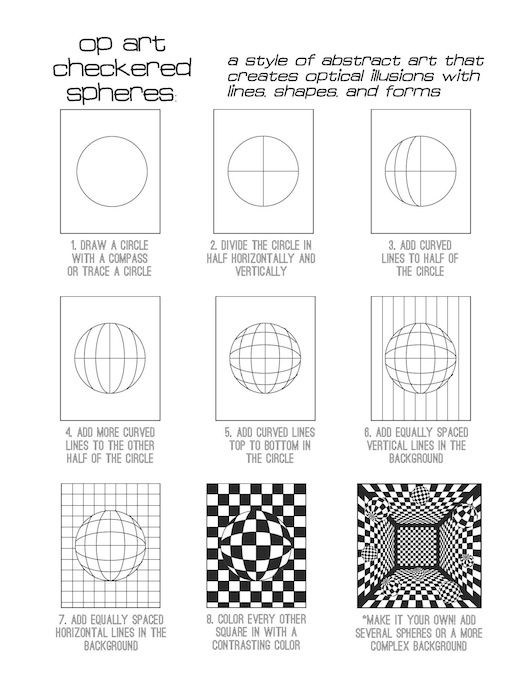 op art
checkered
spheres:
a style of abstract art that
creates optical illusions with
lines, shapes, and forms
1. DRAW A CIRCLE
WITH A COMPASS
OR TRACE A CIRCLE
2. DIVIDE THE CIRCLE IN
HALF HORIZONTALLY AND
VERTICALLY
3. ADD CURVED
LINES TO HALF OF
THE CIRCLE
4. ADD MORE CURVED
LINES TO THE OTHER
HALF OF THE CIRCLE
5. ADD CURVED LINES
TOP TO BOTTOM IN
THE CIRCLE
6. ADD EQUALLY SPACED
VERTICAL LINES IN THE
BACKGROUND
7. ADD EQUALLY SPACED
HORIZONTAL LINES IN THE
BACKGROUND
8. COLOR EVERY OTHER
SQUARE IN WITH A
CONTRASTING COLOR
*MAKE IT YOUR OWN! ADD
SEVERAL SPHERES OR A MORE
COMPLEX BACKGROUND